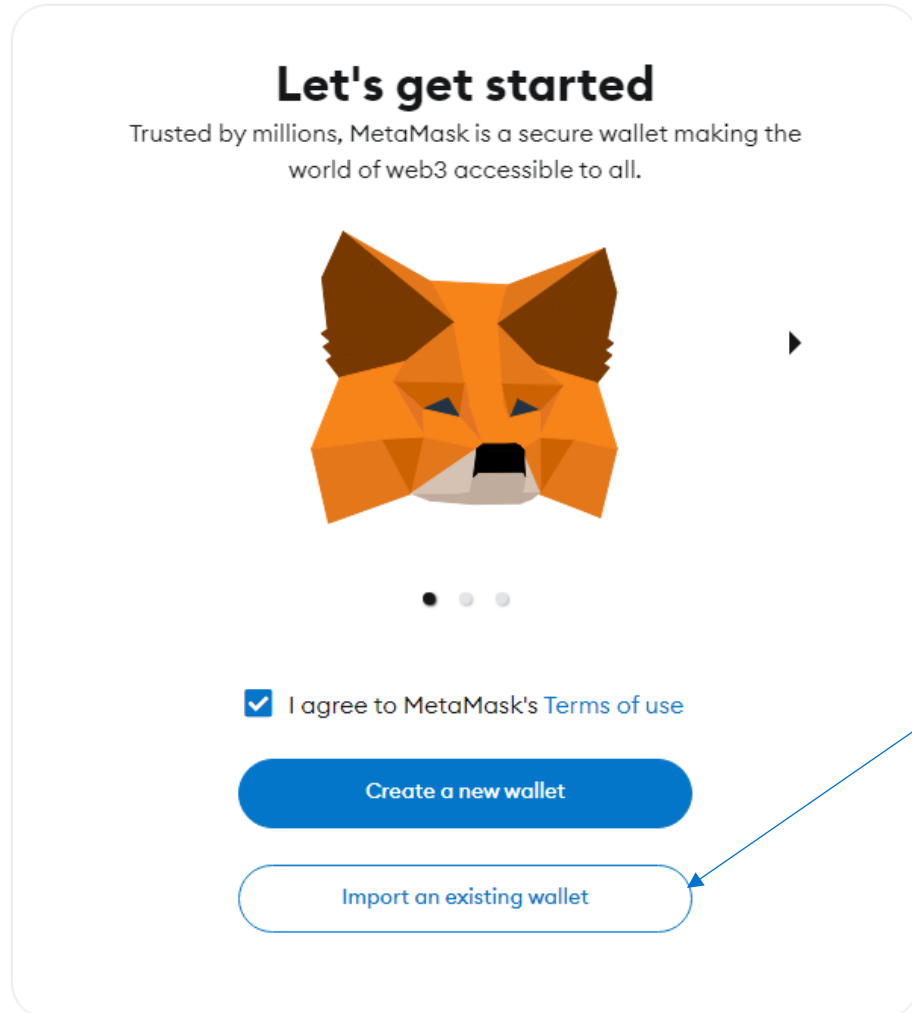 Let's get started
Trusted by millions, MetaMask is a secure wallet making the
world of web3 accessible to all.
I agree to MetaMask's Terms of use
Create a new wallet
Import an existing wallet